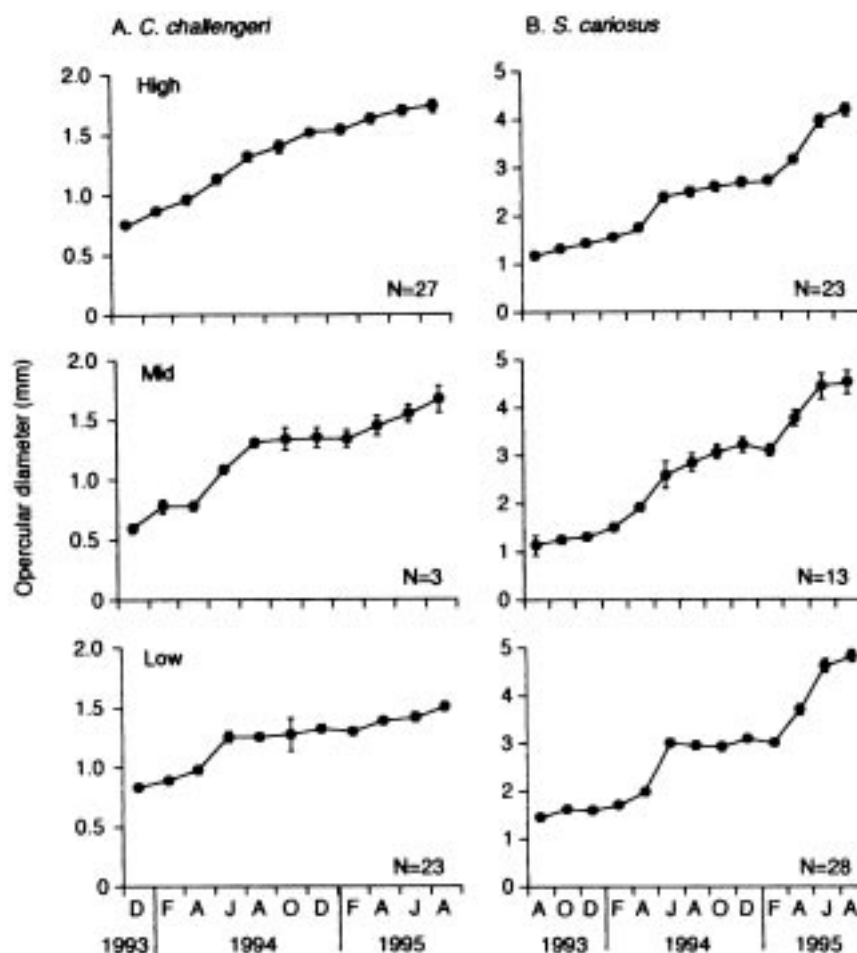 A. C. challengeri
B. S. cariosus
Opercular diameter (mm)
High
2.0
1.5
1.0
0.5
0
N=27
5
4
3
2
1
0
N=23
Mid
2.0
1.5
1.0
0.5
0
N=3
5
4
3
2
1
0
N=13
Low
2.0
1.5
1.0
0.5
0
N=23
5
4
3
2
1
0
N=28
D F A J A O D F A J A
1993 1994 1995
A O D F A J A O D F A J A
1993 1994 1995